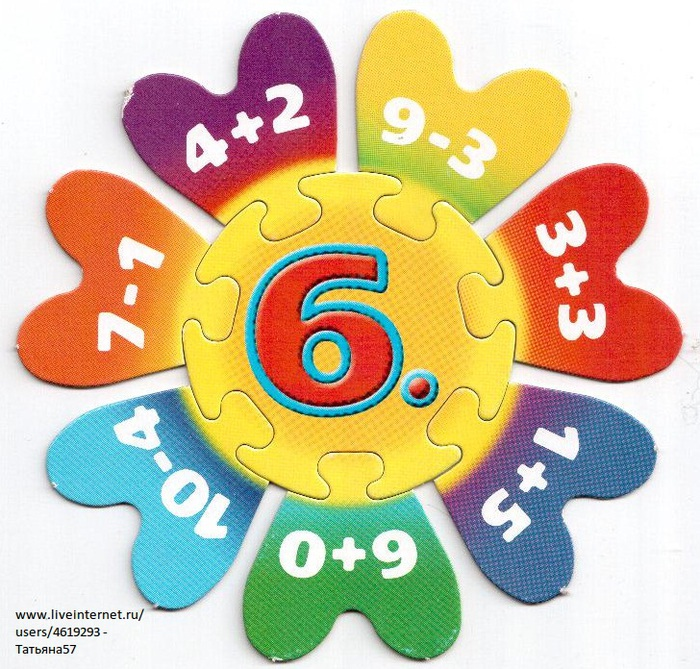 4+2
9-3
3+3
1+5
6+0
10-4
7-1
6.
www.liveinternet.ru/
users/4619293 -
Татьяна57